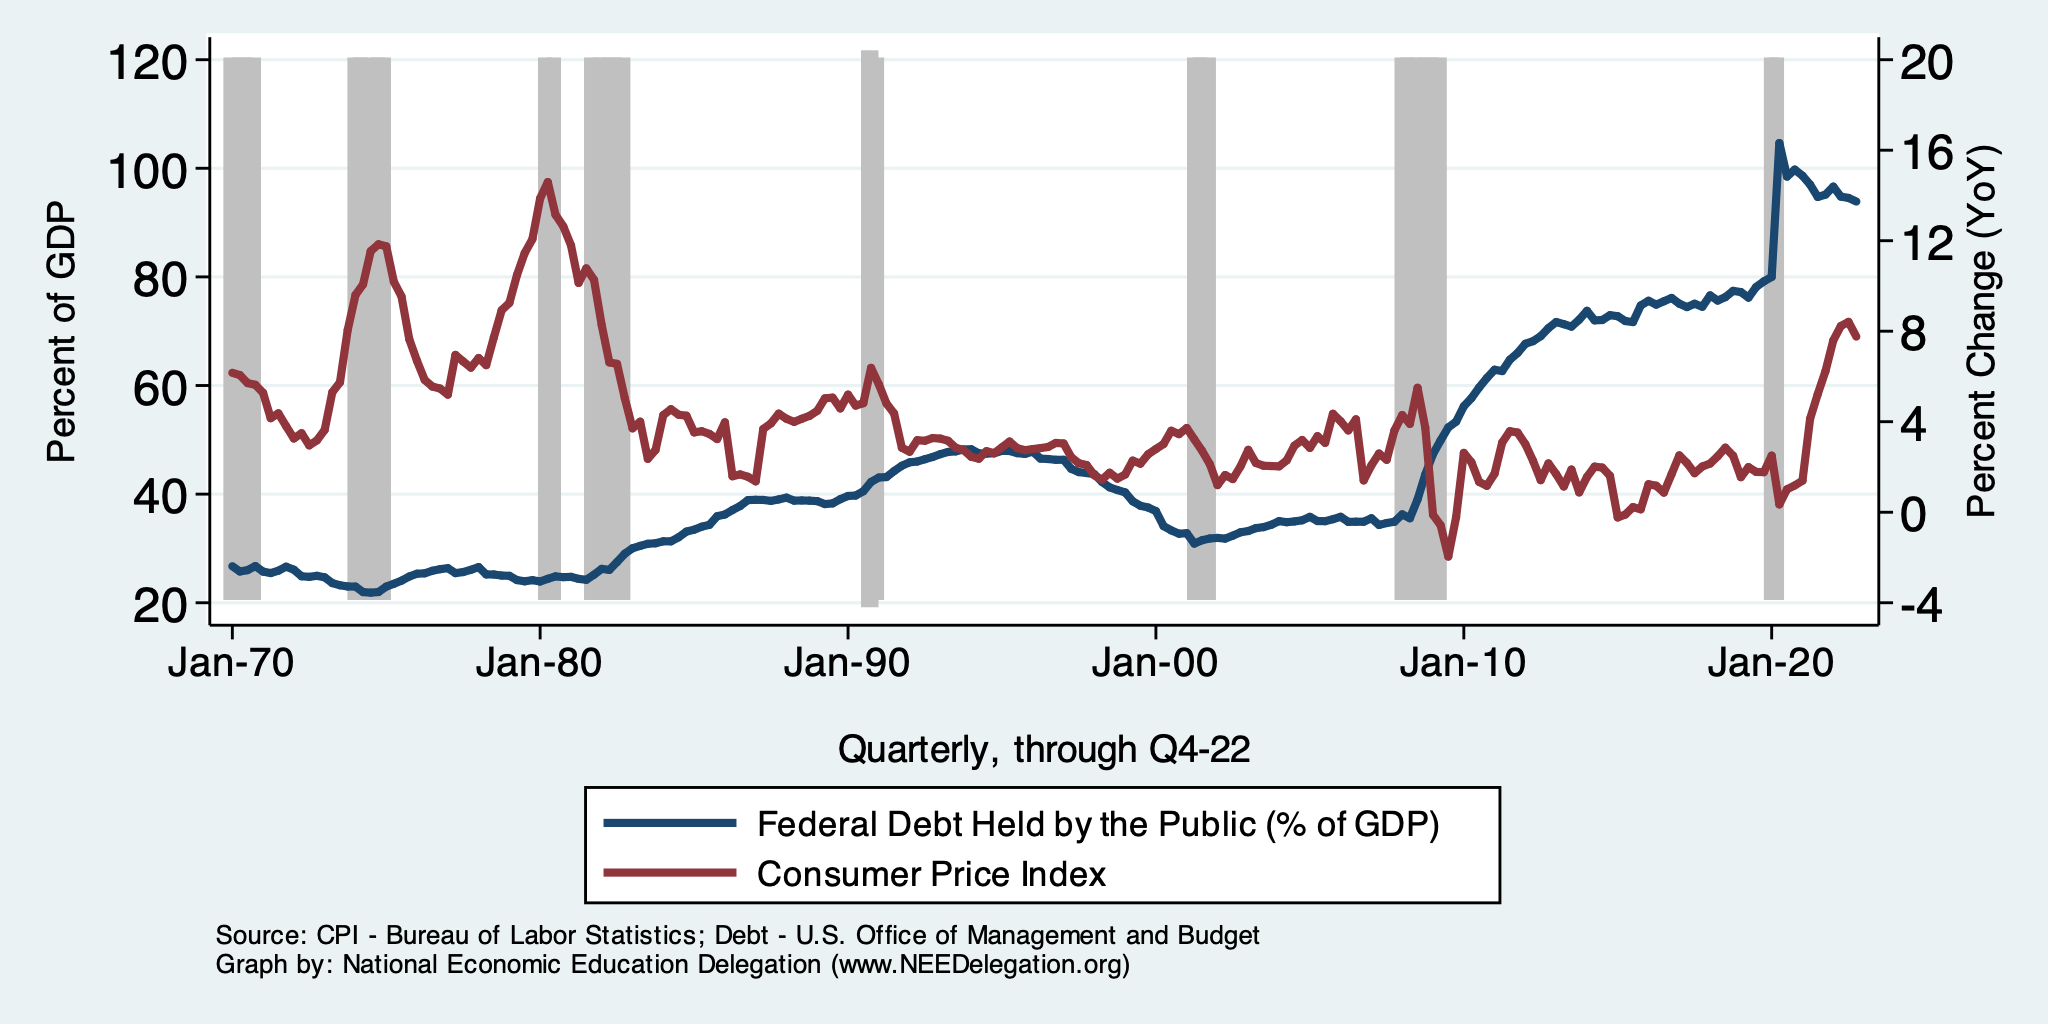 120
100
80
60
40
20
Percent of GDP
20
16
12
8
4
0
-4
Percent Change (YoY)
Jan-70 Jan-80 Jan-90 Jan-00 Jan-10 Jan-20
Quarterly, through Q4-22
Federal Debt Held by the Public (% of GDP)
Consumer Price Index
Source: CPI - Bureau of Labor Statistics; Debt - U.S. Office of Management and Budget
Graph by: National Economic Education Delegation (www.NEEDelegation.org)